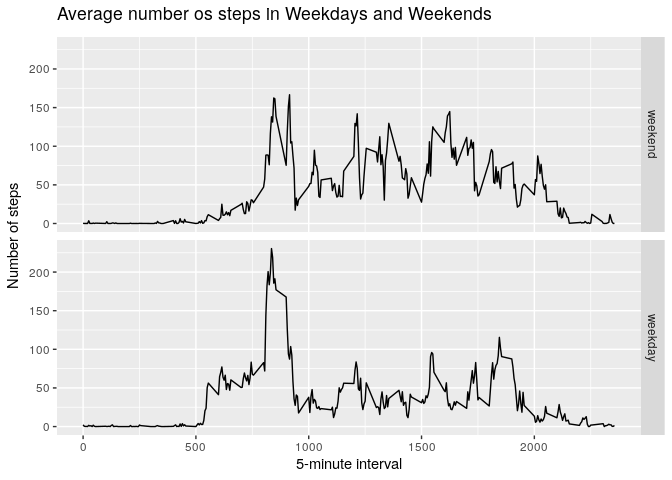 Average number os steps in Weekdays and Weekends
200
150
100
50
0
weekend
200
150
100
50
0
weekday
Number of steps
0 500 1000 1500 2000
5-minute interval